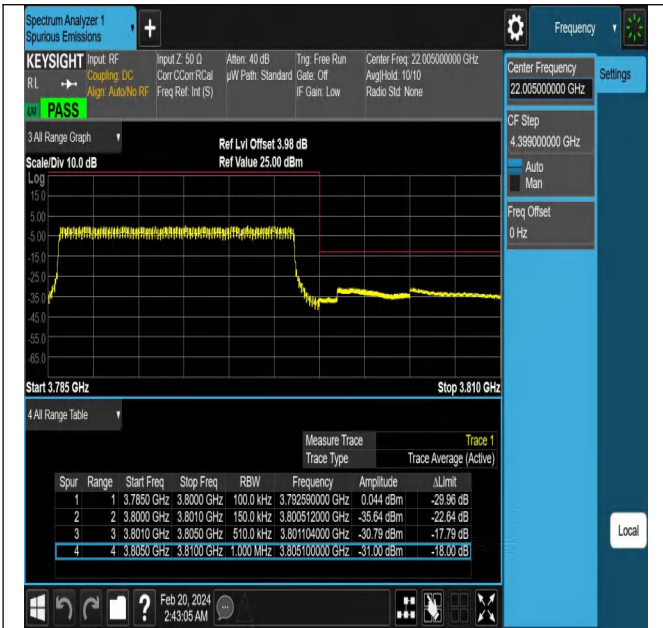 Spectrum Analyzer 1
Spurious Emissions
+
Frequency
KEYSIGHT
RL
LXI
PASS
Input: RF
Coupling: DC
Align: Auto/No RF
Input Z: 50 Ω
Corr CCorr RCal
Freq Ref: Int (S)
Atten: 40 dB
µW Path: Standard
Trig: Free Run
Gate: Off
IF Gain: Low
Center Freq: 22.005000000 GHz
Avg|Hold: 10/10
Radio Std: None
Center Frequency
22.005000000 GHz
Settings
CF Step
4.399000000 GHz
Auto
Man
Freq Offset
0 Hz
3 All Range Graph
Scale/Div 10.0 dB
Ref Lvl Offset 3.98 dB
Ref Value 25.00 dBm
Log
15.0
5.00
-5.00
-15.0
-25.0
-35.0
-45.0
-55.0
-65.0
Start 3.785 GHz
Stop 3.810 GHz
4 All Range Table
Measure Trace Trace 1
Trace Type Trace Average (Active)
Spur Range Start Freq Stop Freq RBW Frequency Amplitude ΔLimit
1 1 3.7850 GHz 3.8000 GHz 100.0 kHz 3.792590000 GHz 0.044 dBm -29.96 dB
2 2 3.8000 GHz 3.8010 GHz 150.0 kHz 3.800512000 GHz -35.64 dBm -22.64 dB
3 3 3.8010 GHz 3.8050 GHz 510.0 kHz 3.801104000 GHz -30.79 dBm -17.79 dB
4 4 3.8050 GHz 3.8100 GHz 1.000 MHz 3.805100000 GHz -31.00 dBm -18.00 dB
Local
?
Feb 20, 2024
2:43:05 AM